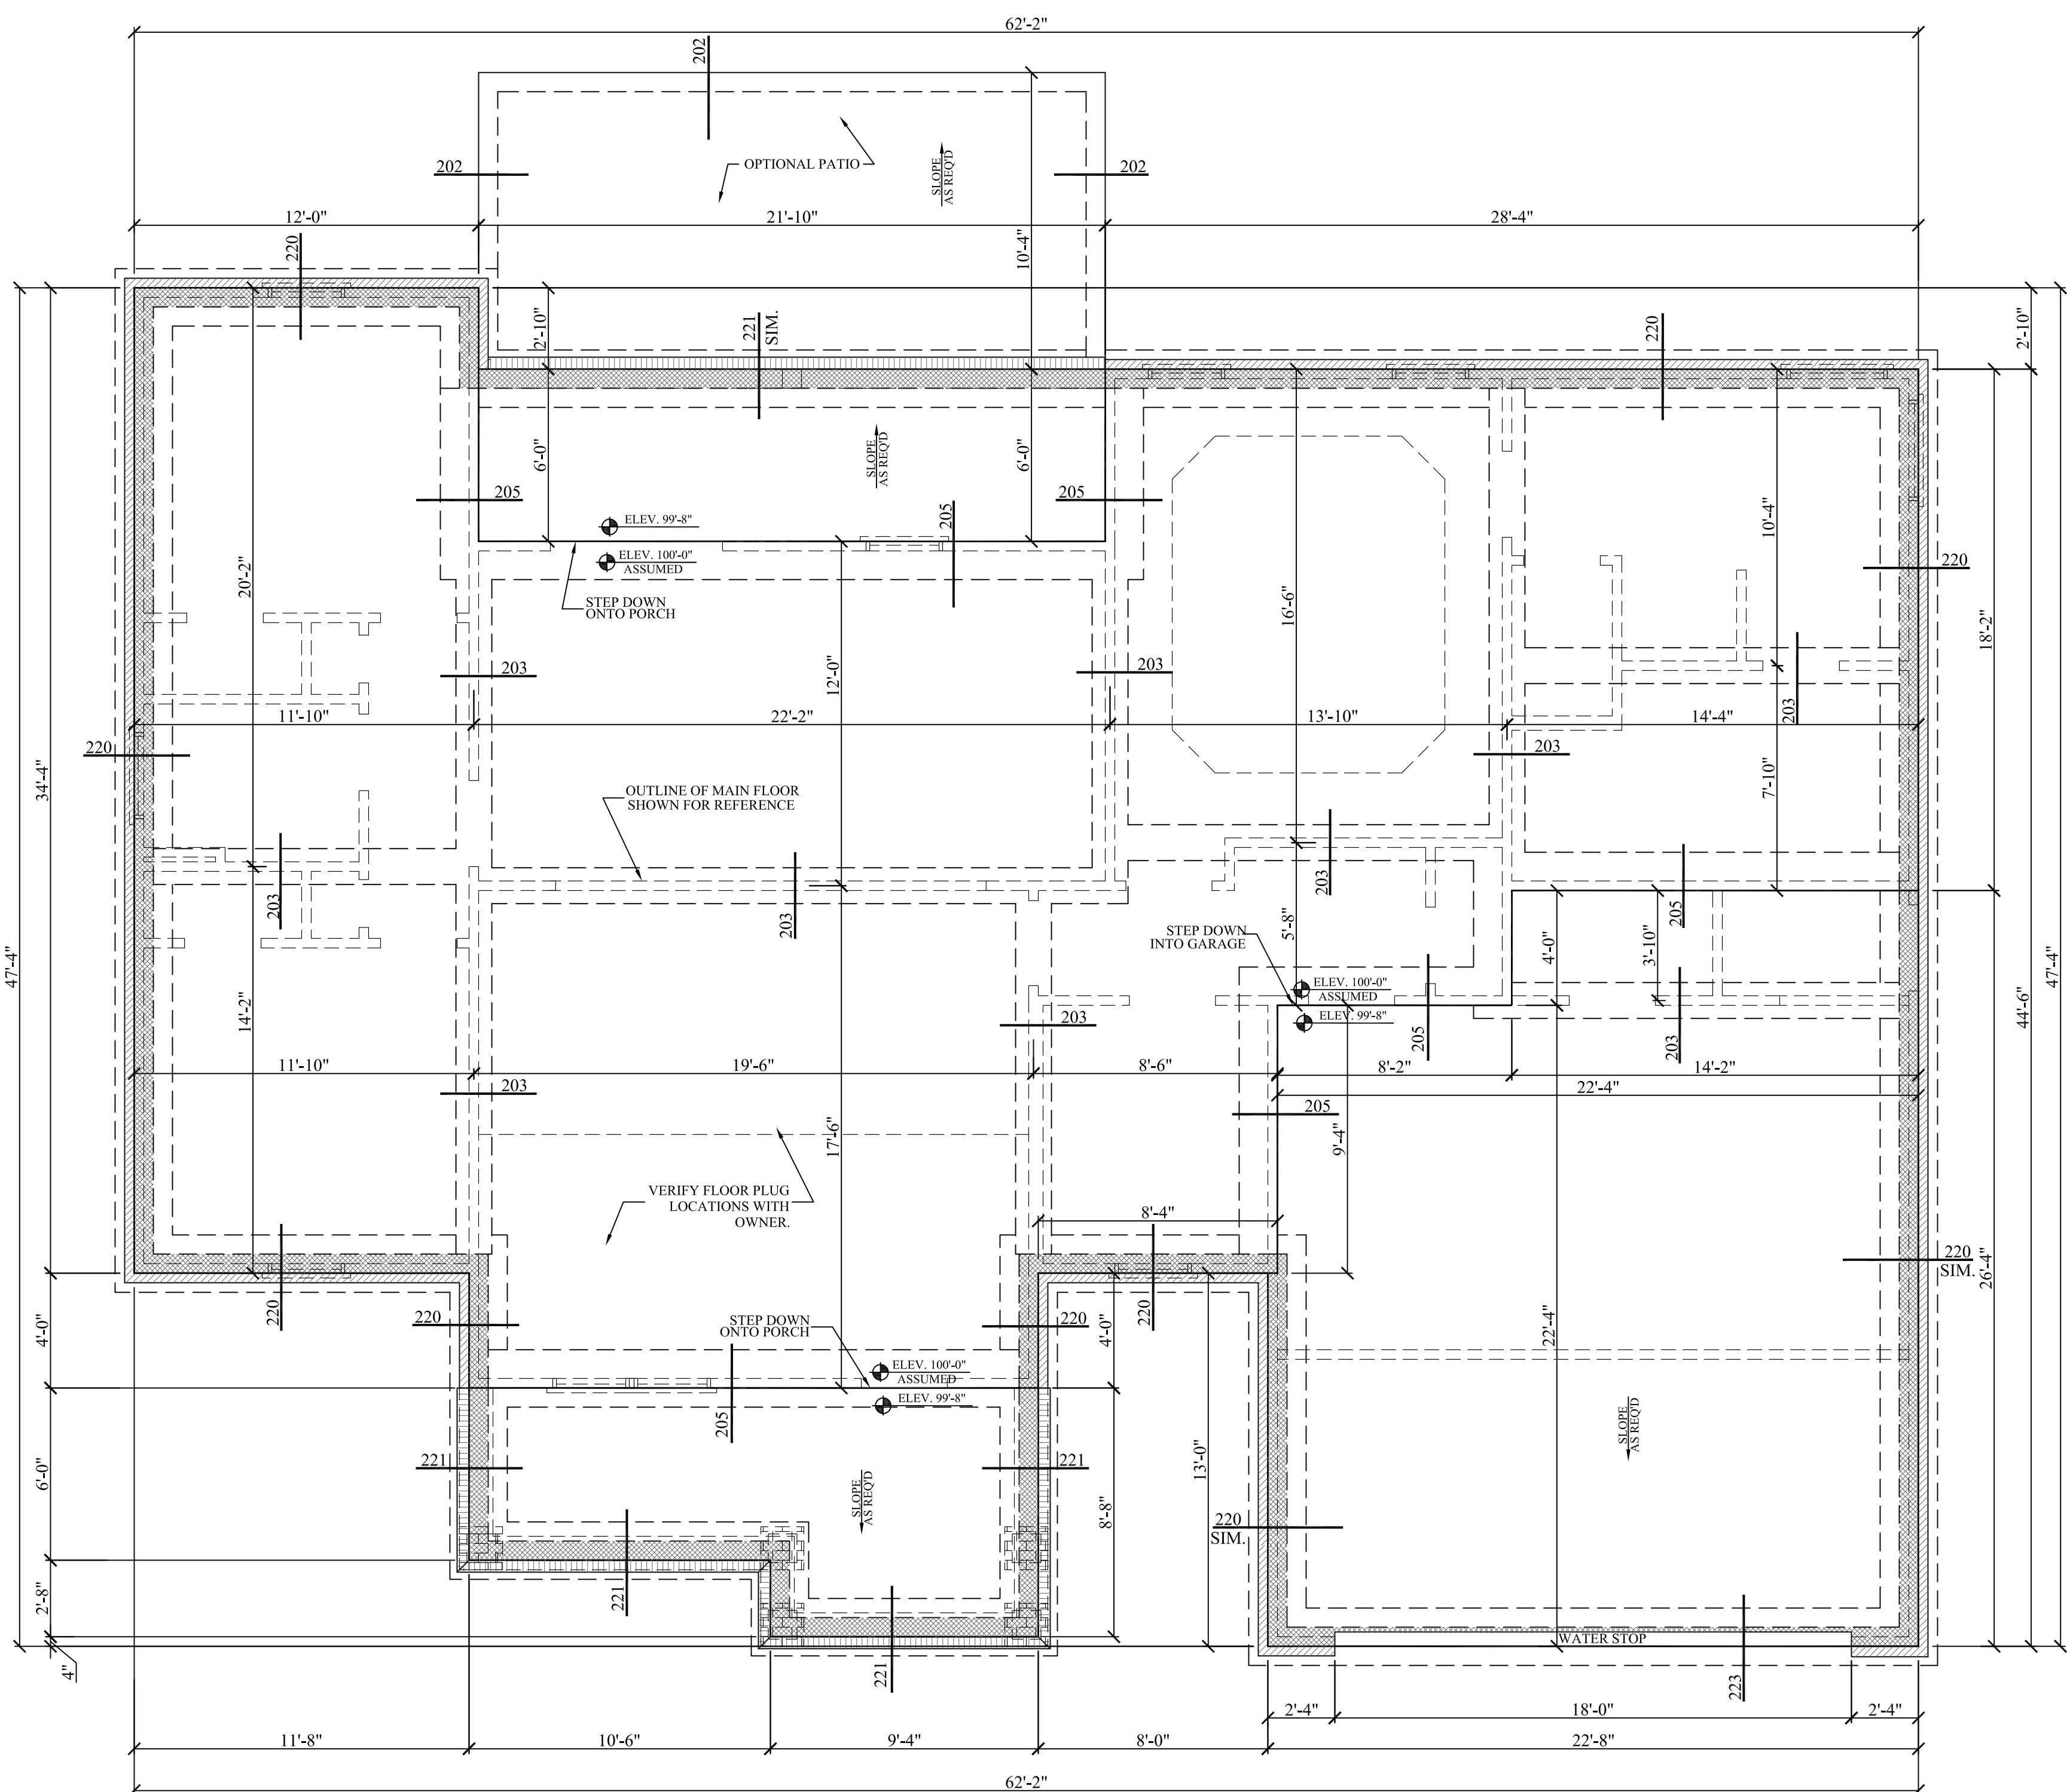 62'-2"
202
OPTIONAL PATIO
202
202
SLOPE
AS REQ'D
12'-0"
21'-10"
28'-4"
10'-4"
220
2'-10"
221
SIM.
220
2'-10"
6'-0"
SLOPE
AS REQ'D
6'-0"
205
205
205
ELEV. 99'-8"
ELEV. 100'-0"
ASSUMED
STEP DOWN
ONTO PORCH
10'-4"
220
20'-2"
16'-6"
18'-2"
203
12'-0"
203
203
11'-10"
22'-2"
13'-10"
14'-4"
220
203
34'-4"
7'-10"
OUTLINE OF MAIN FLOOR
SHOWN FOR REFERENCE
203
203
203
205
47'-4"
STEP DOWN
INTO GARAGE
5'-8"
4'-0"
3'-10"
47'-4"
44'-6"
ELEV. 100'-0"
ASSUMED
ELEV. 99'-8"
14'-2"
203
205
203
11'-10"
19'-6"
8'-6"
8'-2"
14'-2"
22'-4"
203
205
17'-6"
9'-4"
VERIFY FLOOR PLUG
LOCATIONS WITH
OWNER.
8'-4"
220
SIM.
26'-4"
220
220
4'-0"
220
STEP DOWN
ONTO PORCH
220
4'-0"
22'-4"
ELEV. 100'-0"
ASSUMED
ELEV. 99'-8"
205
SLOPE
AS REQ'D
6'-0"
221
221
13'-0"
SLOPE
AS REQ'D
8'-8"
220
SIM.
2'-8"
221
4"
221
WATER STOP
223
2'-4"
18'-0"
2'-4"
11'-8"
10'-6"
9'-4"
8'-0"
22'-8"
62'-2"